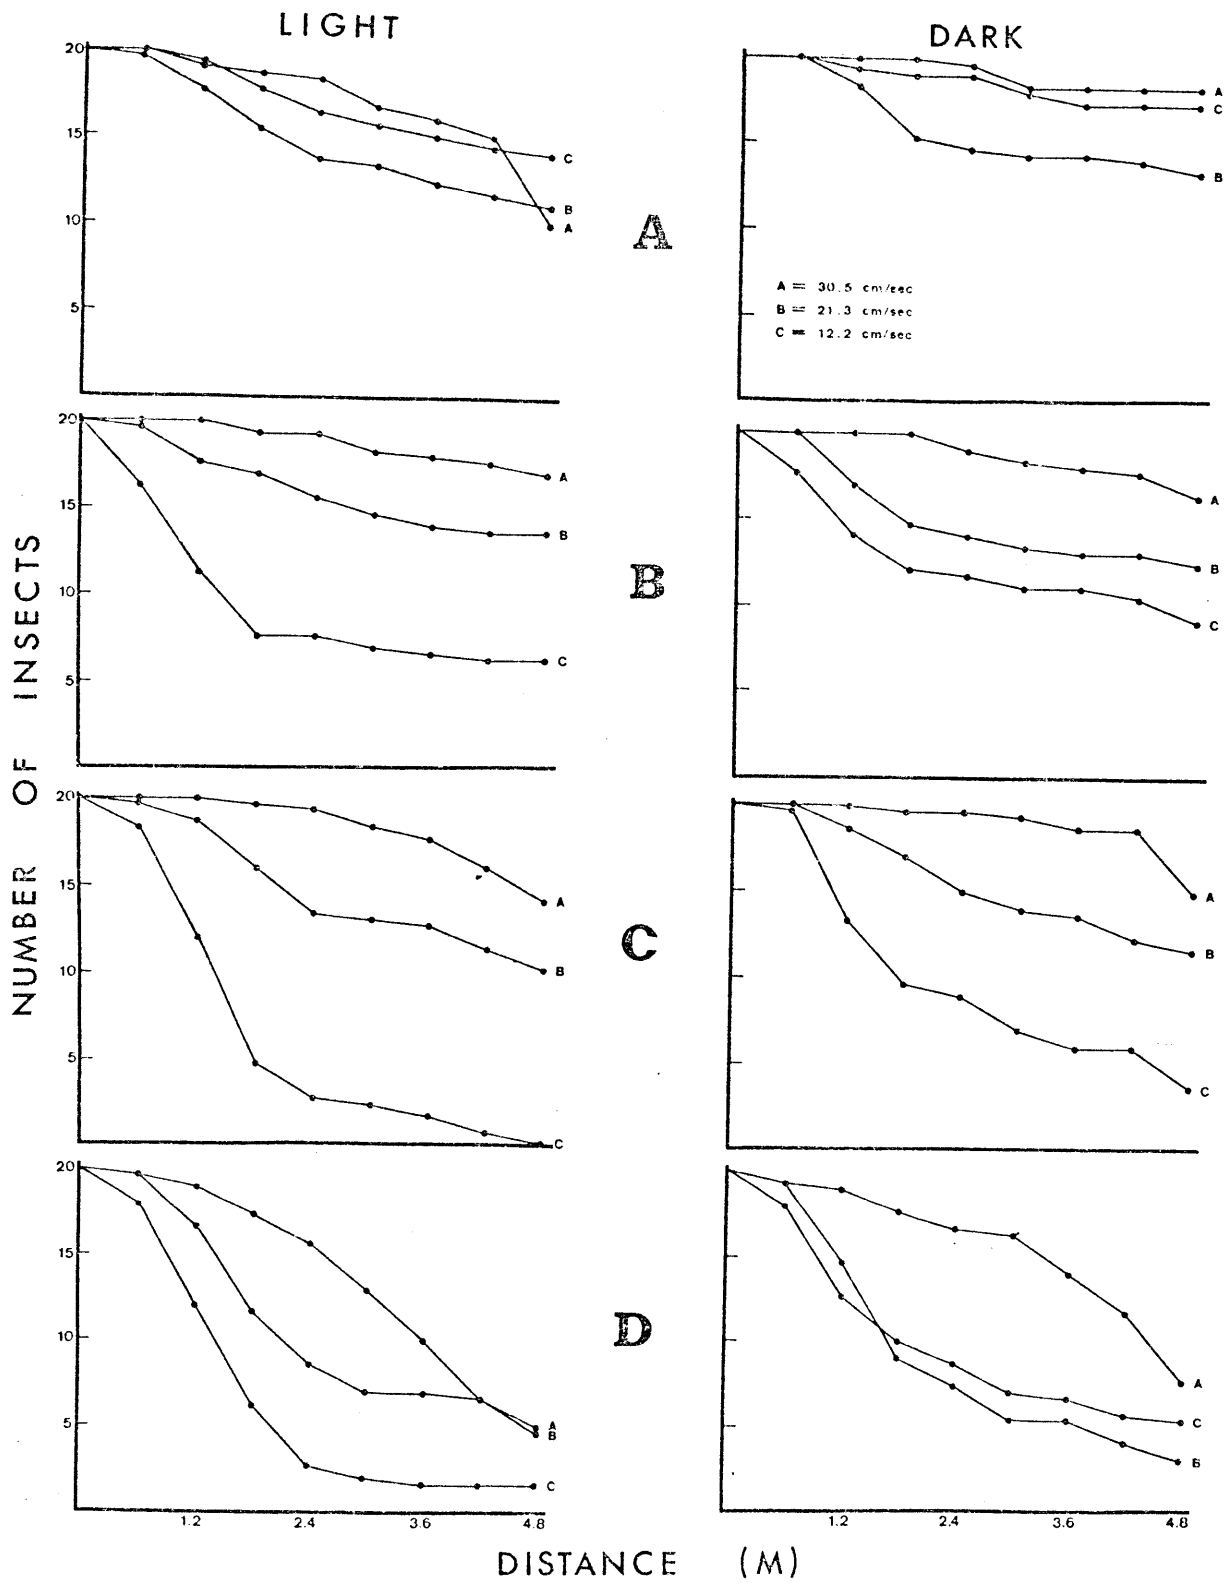 LIGHT
DARK
20
15
10
5
A
C
B
A
C
B
A
A = 30.5 cm/sec
B = 21.3 cm/sec
C = 12.2 cm/sec
20
15
10
5
A
B
C
B
A
B
C
NUMBER OF INSECTS
20
15
10
5
A
B
C
C
A
B
C
20
15
10
5
A
B
C
D
A
C
B
1.2 2.4 3.6 4.8
1.2 2.4 3.6 4.8
DISTANCE (M)